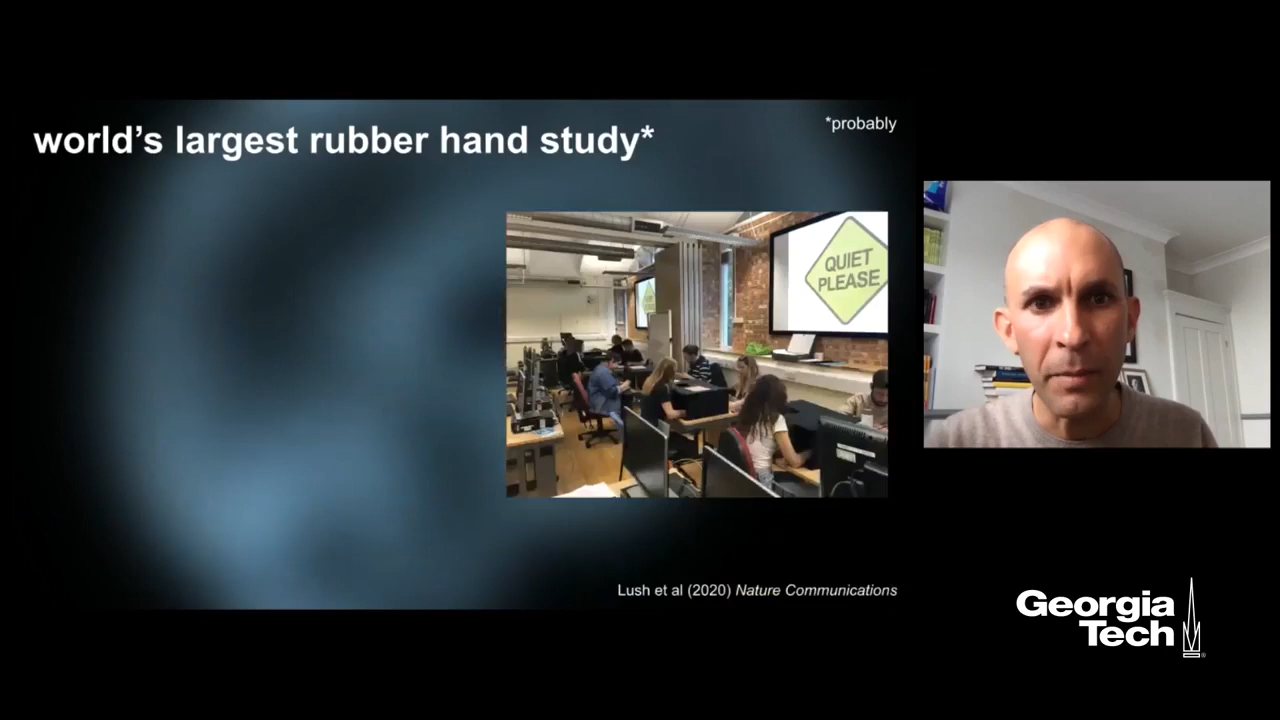 world's largest rubber hand study*
*probably
QUIET
PLEASE
Lush et al (2020) Nature Communications
Georgia
Tech